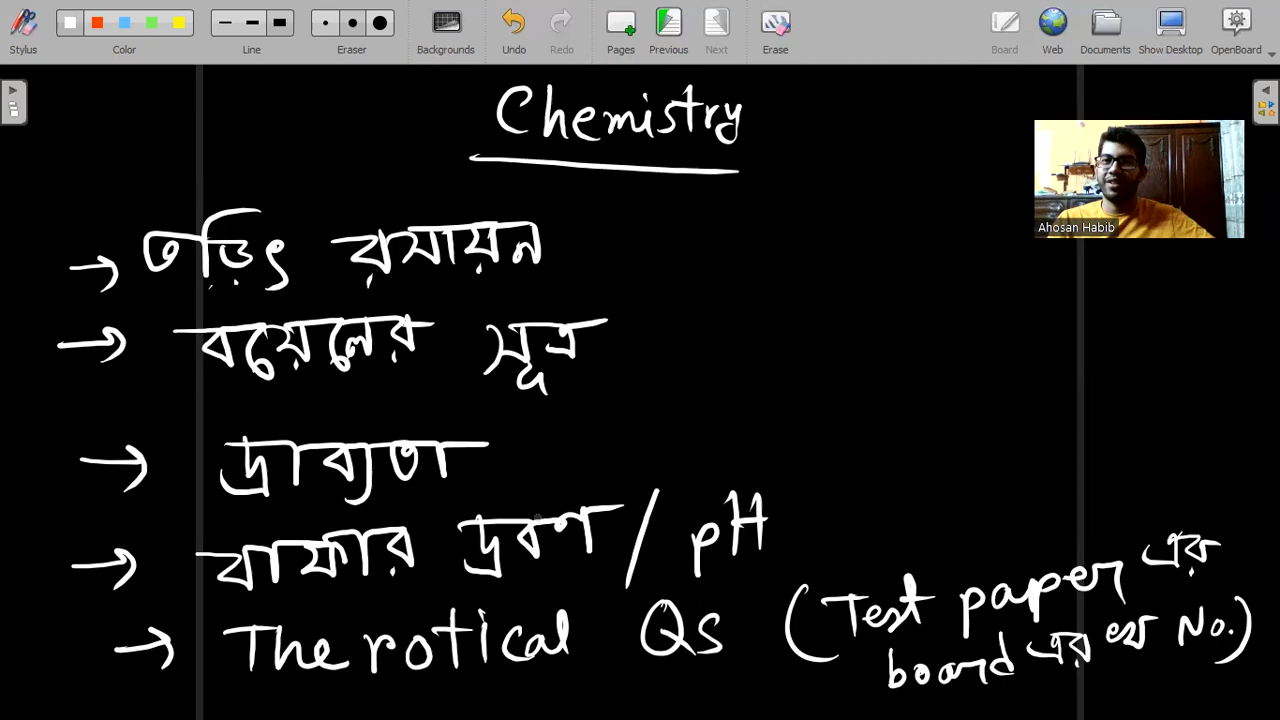 Stylus Color Line Eraser Backgrounds Undo Redo Pages Previous Next Erase Board Web Documents Show Desktop OpenBoard
Chemistry
Ahosan Habib
→ তড়িৎ রসায়ন
→ বয়েলের সূত্র
→ দ্রাব্যতা
→ বাফার দ্রবণ / pH
→ Therotical Qs (Test paper এর
board এর No.)